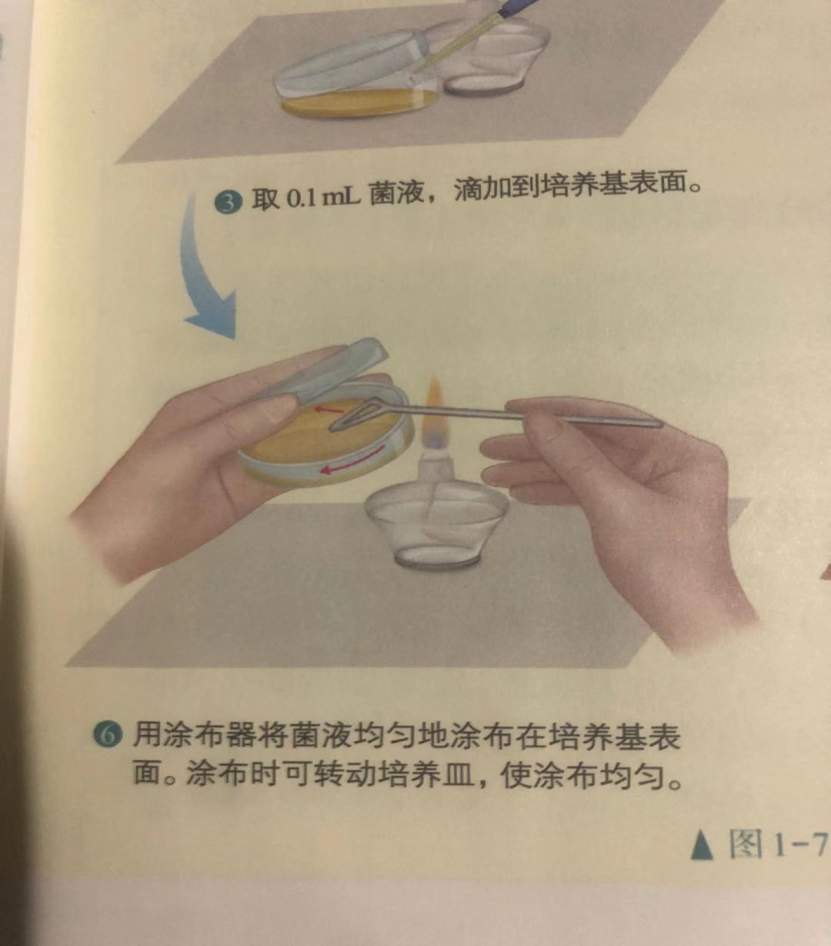 ❸ 取 0.1 mL 菌液，滴加到培养基表面。
❻ 用涂布器将菌液均匀地涂布在培养基表
面。涂布时可转动培养皿，使涂布均匀。
▲ 图 1-7